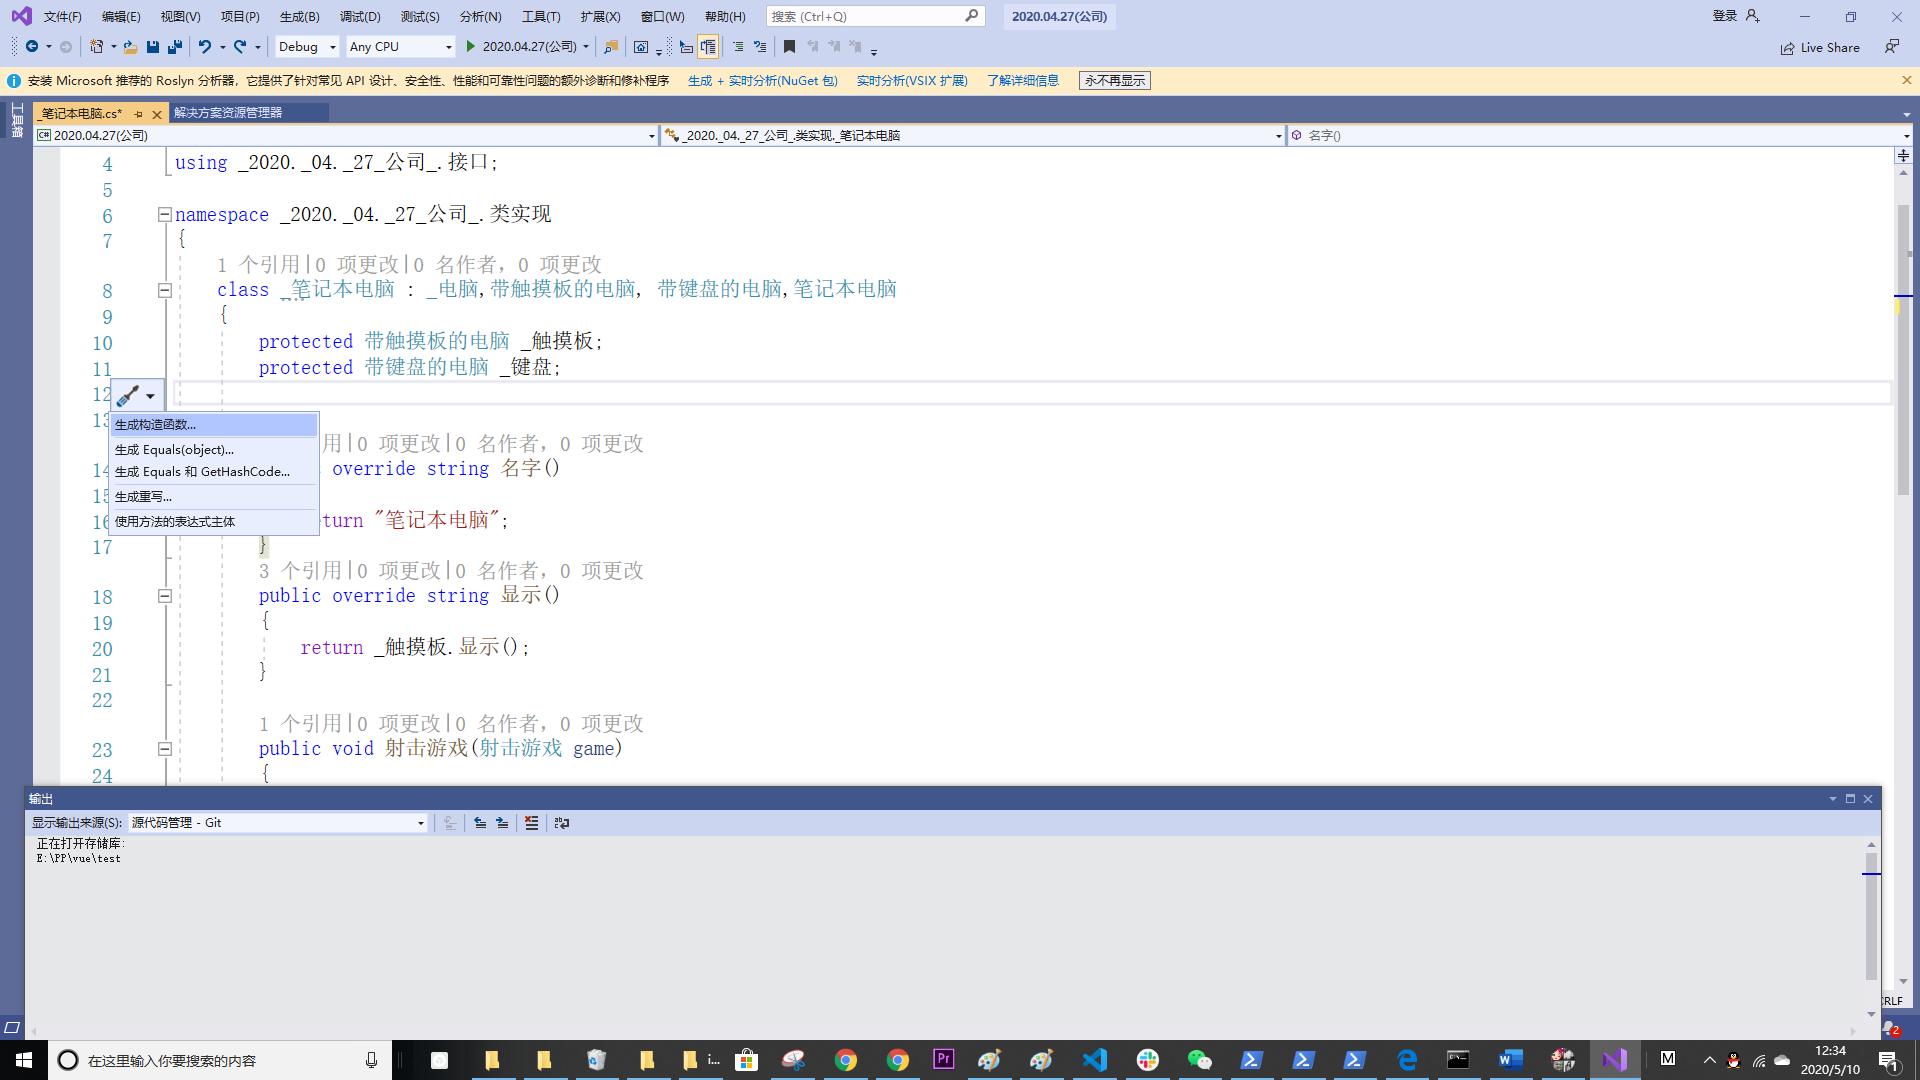 文件(F) 编辑(E) 视图(V) 项目(P) 生成(B) 调试(D) 测试(S) 分析(N) 工具(T) 扩展(X) 窗口(W) 帮助(H) 搜索 (Ctrl+Q) 2020.04.27(公司) 登录
Debug Any CPU 2020.04.27(公司) Live Share
安装 Microsoft 推荐的 Roslyn 分析器，它提供了针对常见 API 设计、安全性、性能和可靠性问题的额外诊断和修补程序 生成 + 实时分析(NuGet 包) 实时分析(VSIX 扩展) 了解详细信息 永不再显示
工具箱
_笔记本电脑.cs* 解决方案资源管理器
C# 2020.04.27(公司) _2020._04._27_公司_.类实现._笔记本电脑 名字()
4 using _2020._04._27_公司_.接口;
5
6 namespace _2020._04._27_公司_.类实现
7 {
1 个引用|0 项更改|0 名作者, 0 项更改
8 class _笔记本电脑 : _电脑,带触摸板的电脑, 带键盘的电脑,笔记本电脑
9 {
10 protected 带触摸板的电脑 _触摸板;
11 protected 带键盘的电脑 _键盘;
12
13
生成构造函数...
生成 Equals(object)...
生成 Equals 和 GetHashCode...
生成重写...
使用方法的表达式主体
用|0 项更改|0 名作者, 0 项更改
14 override string 名字()
15
16 turn "笔记本电脑";
17 }
3 个引用|0 项更改|0 名作者, 0 项更改
18 public override string 显示()
19 {
20 return _触摸板.显示();
21 }
22
1 个引用|0 项更改|0 名作者, 0 项更改
23 public void 射击游戏(射击游戏 game)
24 {
输出
显示输出来源(S): 源代码管理 - Git
正在打开存储库:
E:\PP\vue\test
CRLF
2
在这里输入你要搜索的内容 i... Pr M 12:34
2020/5/10 1